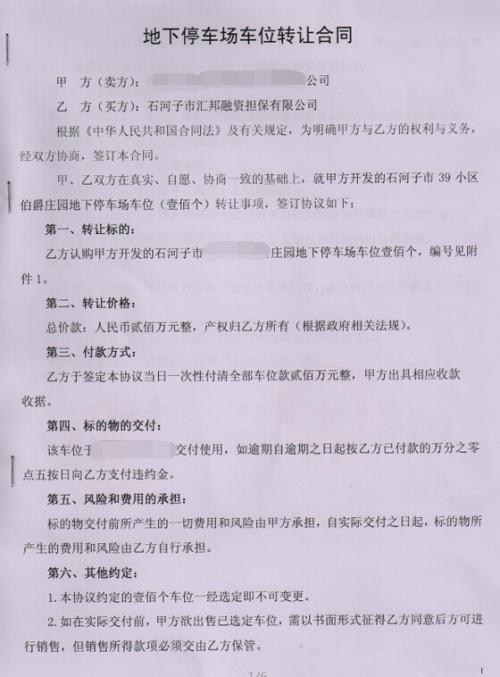 地下停车场车位转让合同
甲 方（卖方）： 公司
乙 方（买方）：石河子市汇邦融资担保有限公司
根据《中华人民共和国合同法》及有关规定，为明确甲方与乙方的权利与义务，
经双方协商，签订本合同。
甲、乙双方在真实、自愿、协商一致的基础上，就甲方开发的石河子市 39 小区
伯爵庄园地下停车场车位（壹佰个）转让事项，签订协议如下：
第一、转让标的：
乙方认购甲方开发的石河子市 庄园地下停车场车位壹佰个，编号见附
件 1。
第二、转让价格：
总价款：人民币贰佰万元整，产权归乙方所有（根据政府相关法规）。
第三、付款方式：
乙方于签定本协议当日一次性付清全部车位款贰佰万元整，甲方出具相应收款
收据。
第四、标的物的交付：
该车位于 交付使用，如逾期自逾期之日起按乙方已付款的万分之零
点五按日向乙方支付违约金。
第五、风险和费用的承担：
标的物交付前所产生的一切费用和风险由甲方承担，自实际交付之日起，标的物所
产生的费用和风险由乙方自行承担。
第六、其他约定：
1.本协议约定的壹佰个车位一经选定即不可变更。
2.如在实际交付前，甲方欲出售已选定车位，需以书面形式征得乙方同意后方可进
行销售，但销售所得款项必须交由乙方保管。
1/6
1